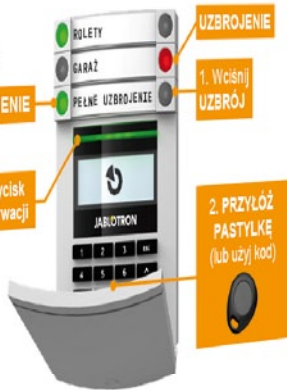 ROLETY
UZBROJENIE
GARAŻ
1. Wciśnij
UZBRÓJ
PEŁNE UZBROJENIE
JABLOTRON
1 2 3 ESC
4 5 6
2. PRZYŁÓŻ
PASTYLKĘ
(lub użyj kod)